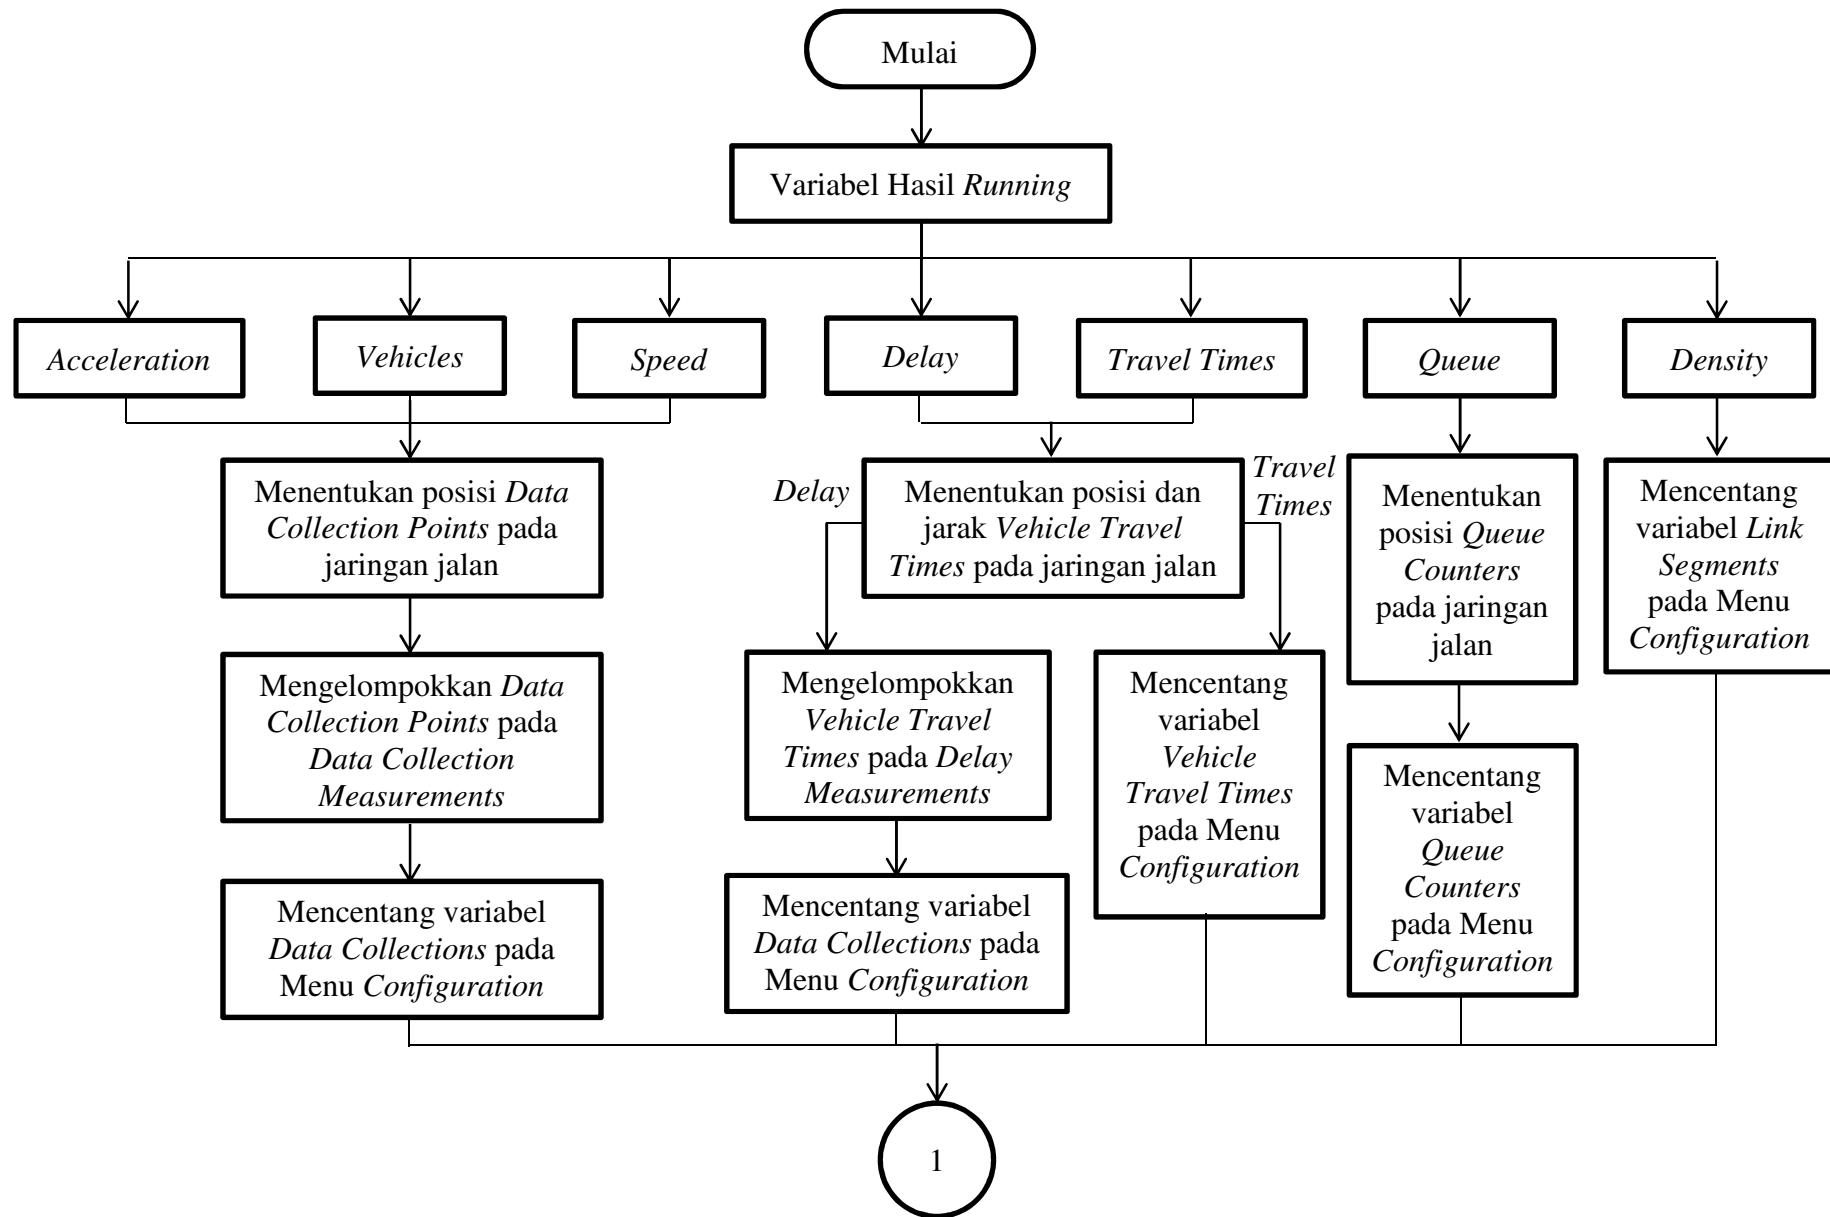 Mulai
Variabel Hasil Running
Acceleration
Vehicles
Speed
Delay
Travel Times
Queue
Density
Menentukan posisi Data
Collection Points pada
jaringan jalan
Delay
Menentukan posisi dan
jarak Vehicle Travel
Times pada jaringan jalan
Travel
Times
Menentukan
posisi Queue
Counters
pada jaringan
jalan
Mencentang
variabel Link
Segments
pada Menu
Configuration
Mengelompokkan Data
Collection Points pada
Data Collection
Measurements
Mengelompokkan
Vehicle Travel
Times pada Delay
Measurements
Mencentang
variabel
Vehicle
Travel Times
pada Menu
Configuration
Mencentang
variabel
Queue
Counters
pada Menu
Configuration
Mencentang variabel
Data Collections pada
Menu Configuration
Mencentang variabel
Data Collections pada
Menu Configuration
1